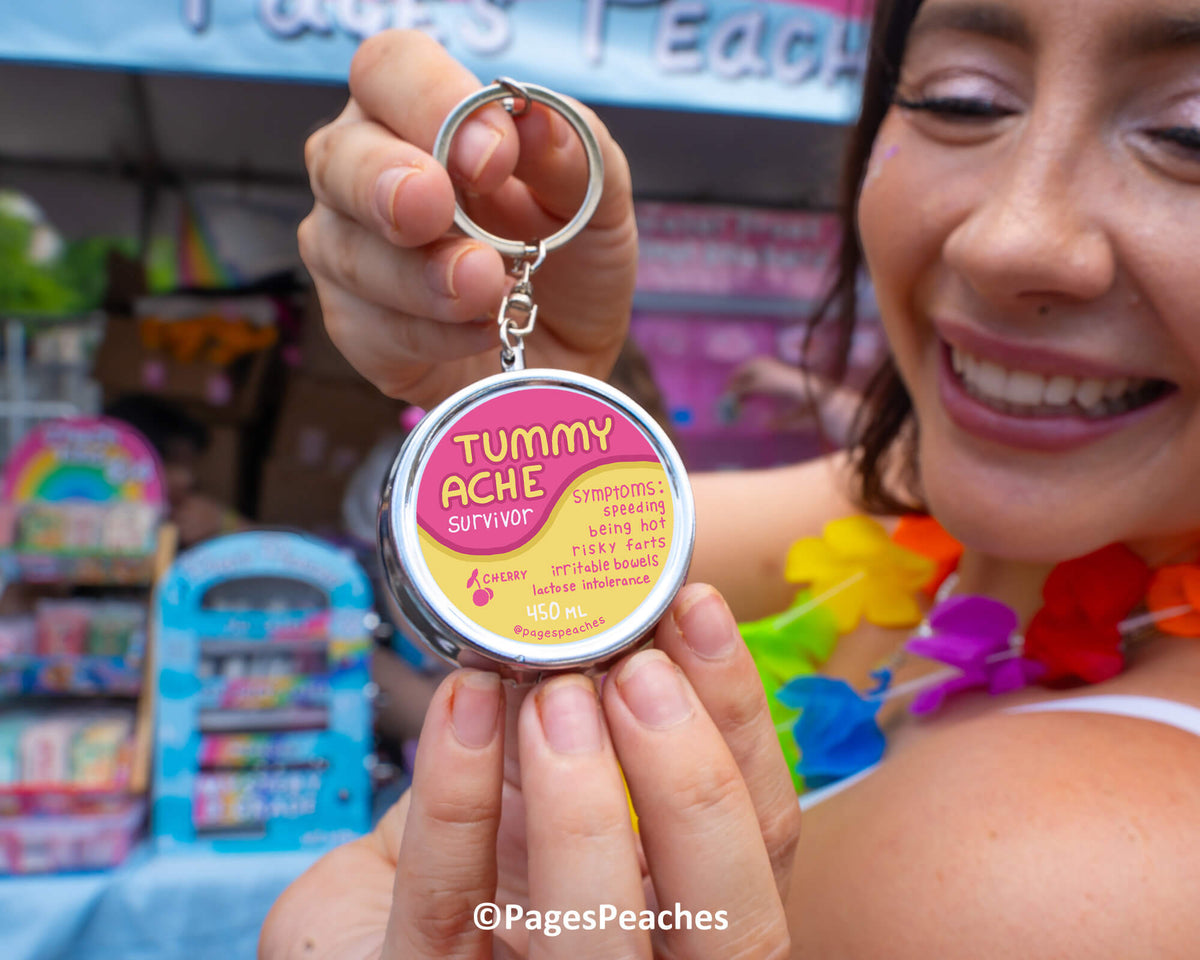 Pages Peach
TUMMY
ACHE
survivor
symptoms:
speeding
being hot
risky farts
irritable bowels
lactose intolerance
CHERRY
450 ML
@pagespeaches
©PagesPeaches